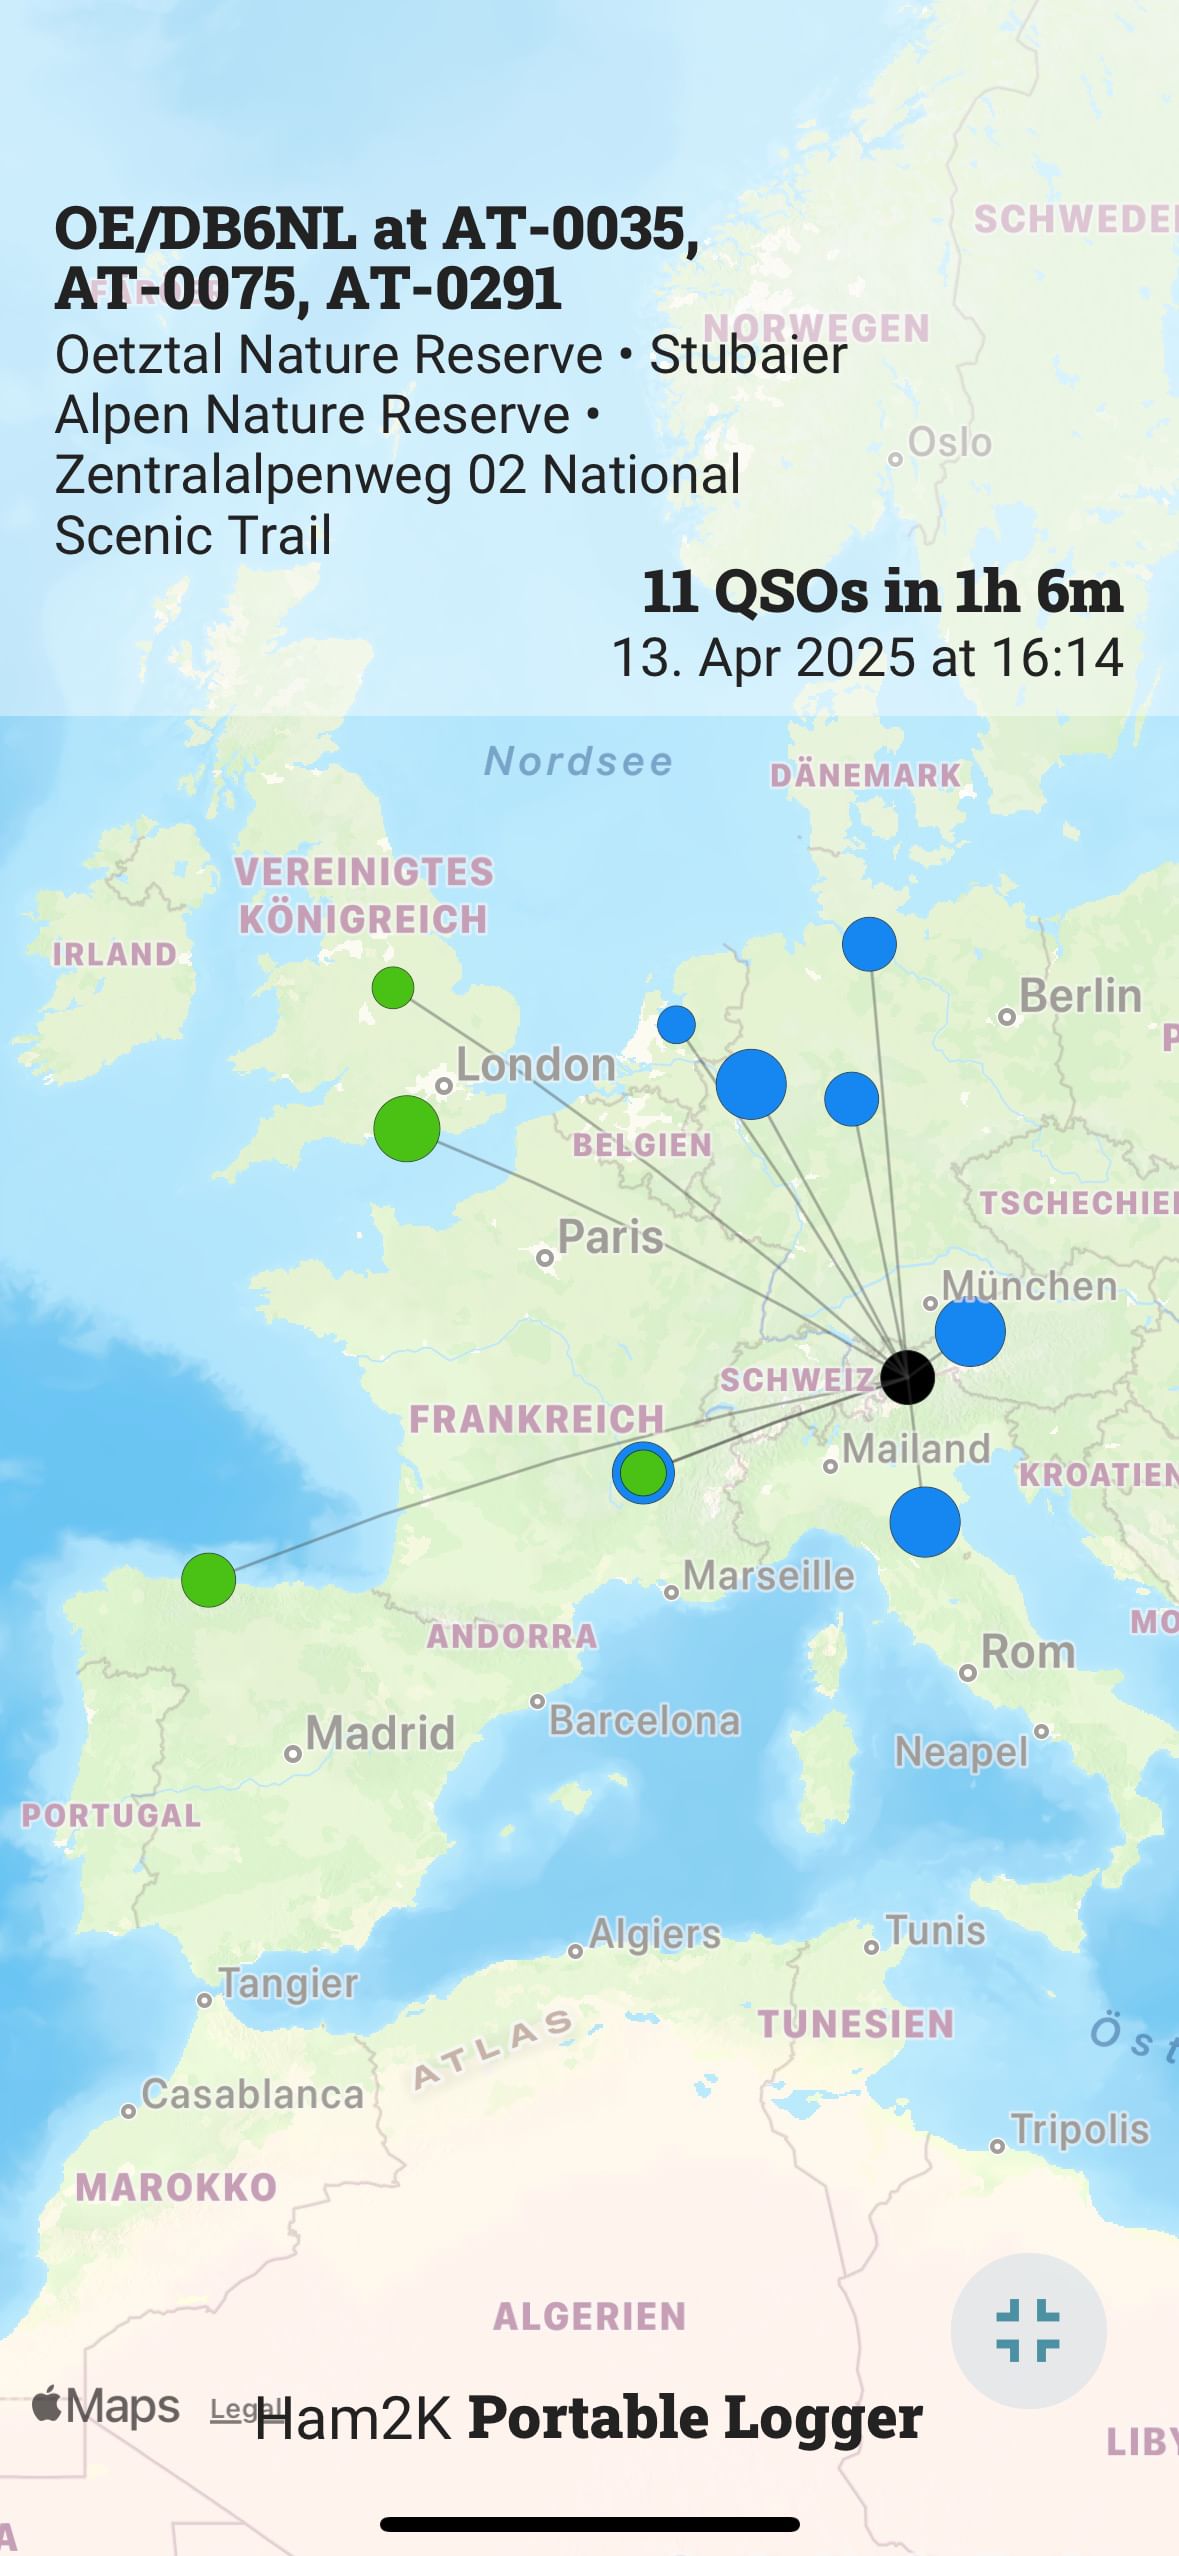 SCHWEDEN
OE/DB6NL at AT-0035,
AT-0075, AT-0291
NORWEGEN
Oetztal Nature Reserve • Stubaier
Alpen Nature Reserve •
Oslo
Zentralalpenweg 02 National
Scenic Trail
11 QSOs in 1h 6m
13. Apr 2025 at 16:14
Nordsee
DÄNEMARK
VEREINIGTES
KÖNIGREICH
IRLAND
Berlin
London
BELGIEN
TSCHECHIE
Paris
München
SCHWEIZ
FRANKREICH
Mailand
KROATIEN
Marseille
ANDORRA
MO
Rom
Barcelona
Madrid
Neapel
PORTUGAL
Algiers
Tunis
Tangier
TUNESIEN
ATLAS
Öst
Casablanca
Tripolis
MAROKKO
ALGERIEN
Maps
Legal
Ham2K Portable Logger
LIBY